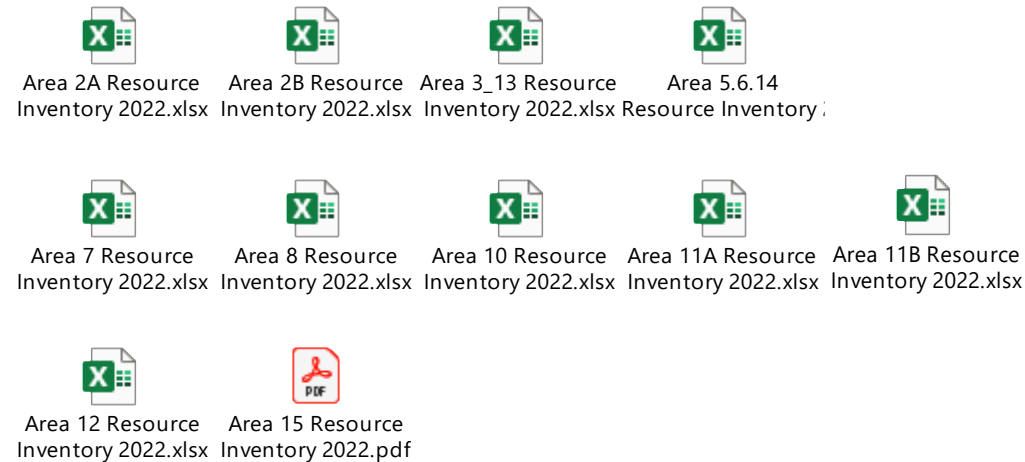 Area 2A Resource
Inventory 2022.xlsx
Area 2B Resource
Inventory 2022.xlsx
Area 3_13 Resource
Inventory 2022.xlsx
Area 5.6.14
Resource Inventory
Area 7 Resource
Inventory 2022.xlsx
Area 8 Resource
Inventory 2022.xlsx
Area 10 Resource
Inventory 2022.xlsx
Area 11A Resource
Inventory 2022.xlsx
Area 11B Resource
Inventory 2022.xlsx
Area 12 Resource
Inventory 2022.xlsx
PDF
Area 15 Resource
Inventory 2022.pdf